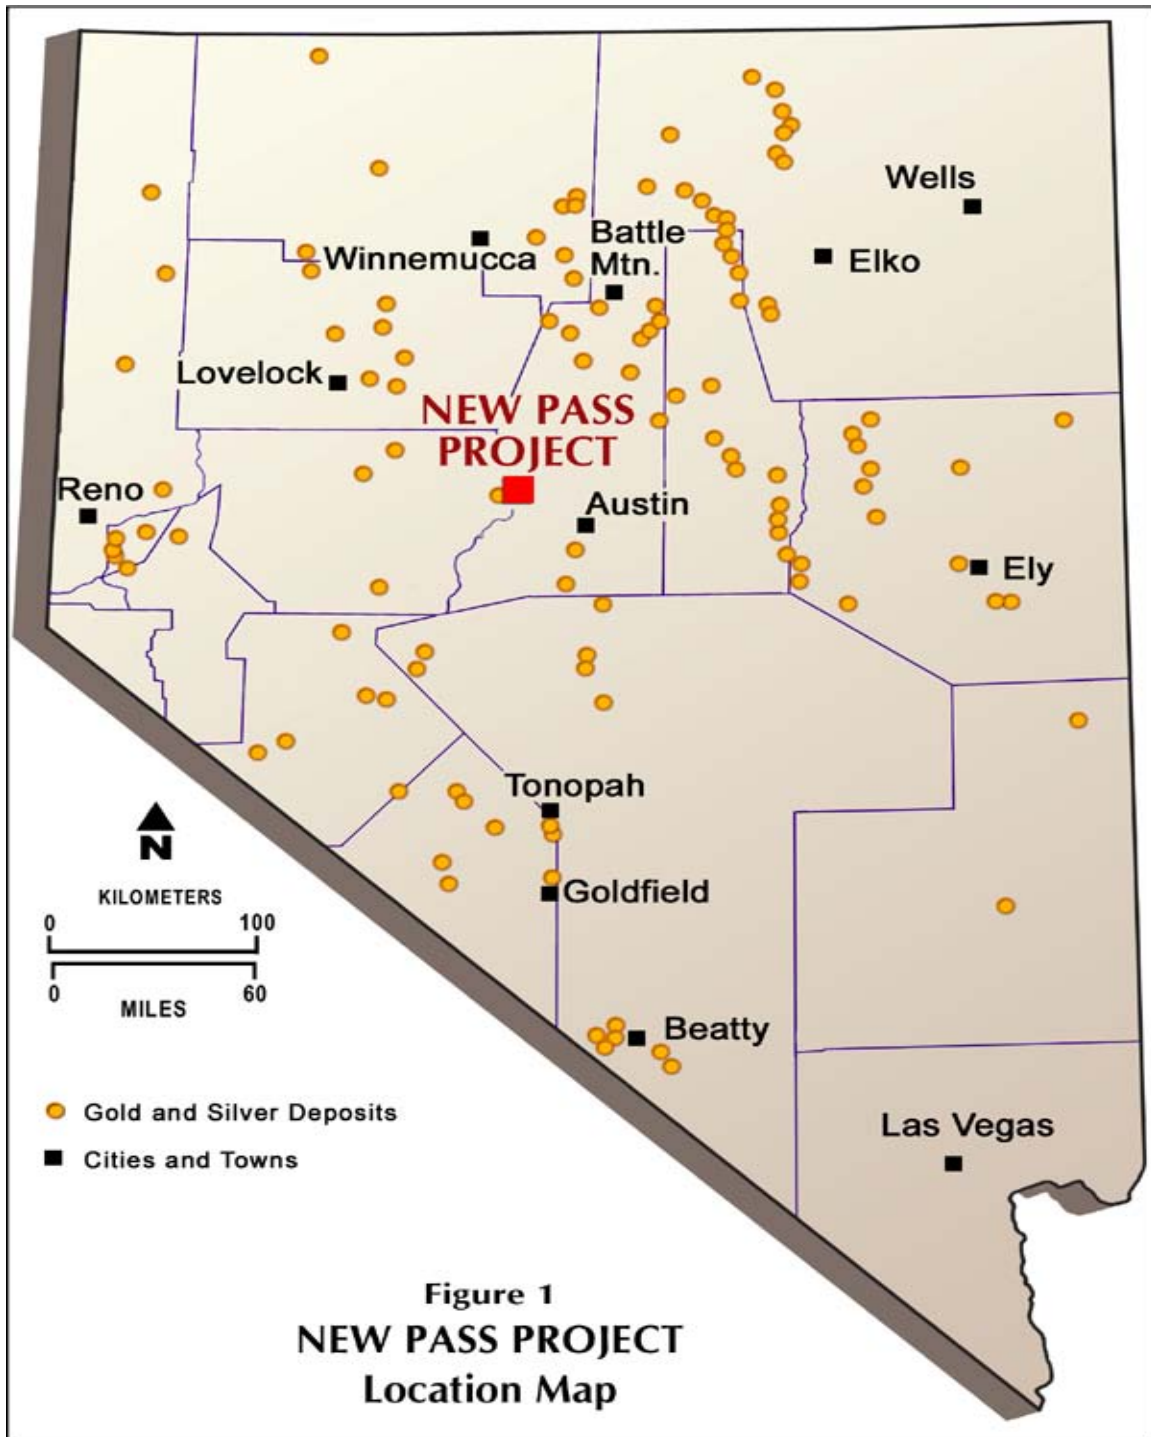 Wells
Battle
Mtn.
Winnemucca
Elko
Lovelock
NEW PASS
PROJECT
Reno
Austin
Ely
Tonopah
N
KILOMETERS
0 100
0 60
MILES
Goldfield
Beatty
Gold and Silver Deposits
Cities and Towns
Las Vegas
Figure 1
NEW PASS PROJECT
Location Map